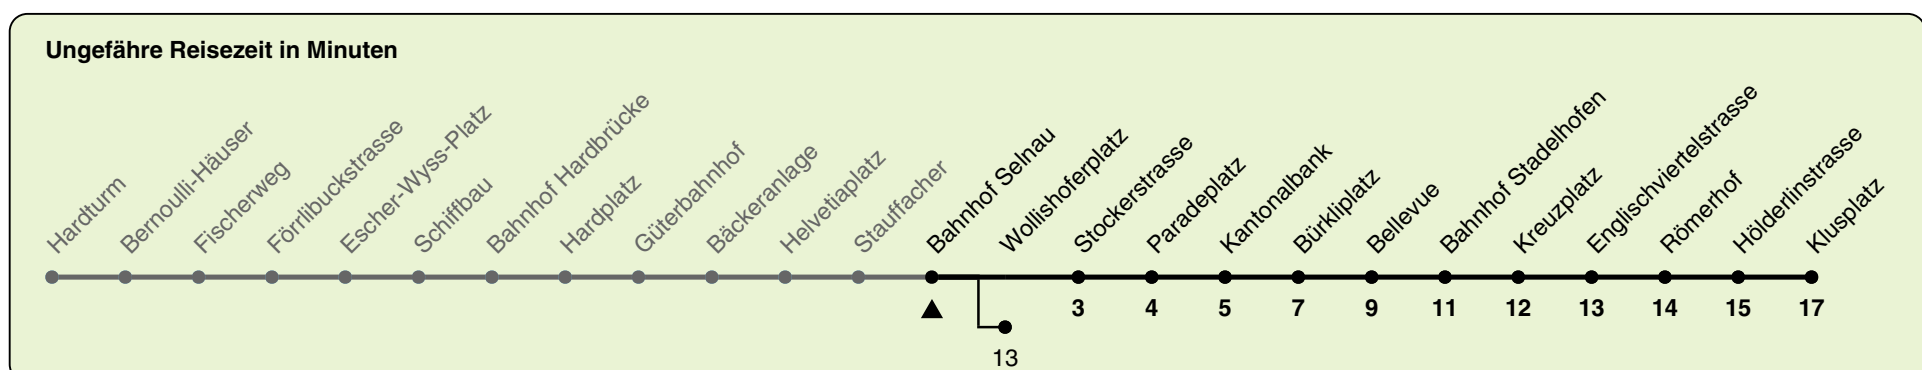 Ungefähre Reisezeit in Minuten
Hardturm
Bernoulli-Häuser
Fischerweg
Förrlibuckstrasse
Escher-Wyss-Platz
Schiffbau
Bahnhof Hardbrücke
Hardplatz
Güterbahnhof
Bäckeranlage
Helvetiaplatz
Stauffacher
Bahnhof Selnau
Wollishoferplatz
Stockerstrasse
Paradeplatz
Kantonalbank
Bürkliplatz
Bellevue
Bahnhof Stadelhofen
Kreuzplatz
Englischviertelstrasse
Römerhof
Hölderlinstrasse
Klusplatz
3 4 5 7 9 11 12 13 14 15 17
13